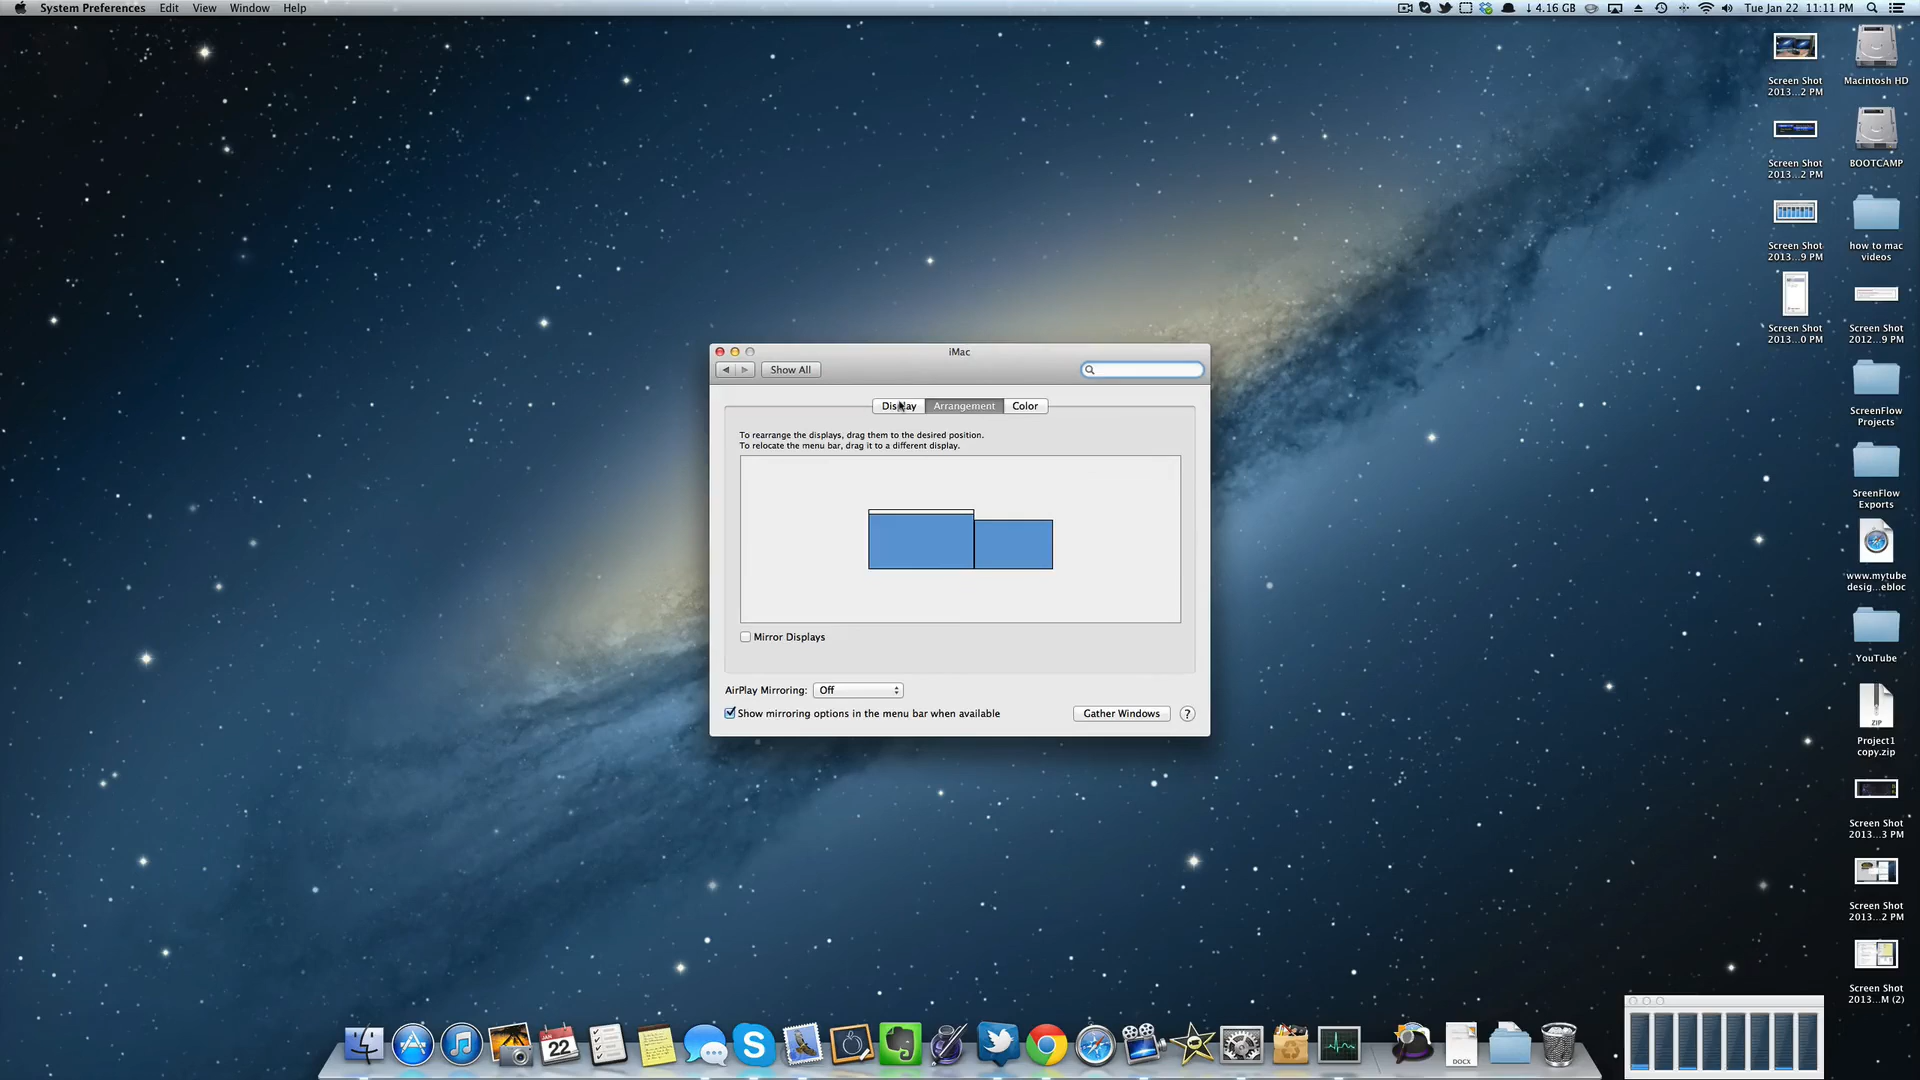 System Preferences Edit View Window Help
4.16 GB Tue Jan 22 11:11 PM
Screen Shot
2013...2 PM
Macintosh HD
Screen Shot
2013...2 PM
BOOTCAMP
Screen Shot
2013...9 PM
how to mac
videos
Screen Shot
2013...0 PM
Screen Shot
2012...9 PM
ScreenFlow
Projects
SreenFlow
Exports
www.mytube
desig...ebloc
YouTube
ZIP
Project1
copy.zip
Screen Shot
2013...3 PM
Screen Shot
2013...2 PM
Screen Shot
2013...M (2)
iMac
Show All
Display Arrangement Color
To rearrange the displays, drag them to the desired position.
To relocate the menu bar, drag it to a different display.
Mirror Displays
AirPlay Mirroring: Off
Show mirroring options in the menu bar when available
Gather Windows ?
JAN
22
S
DOCX